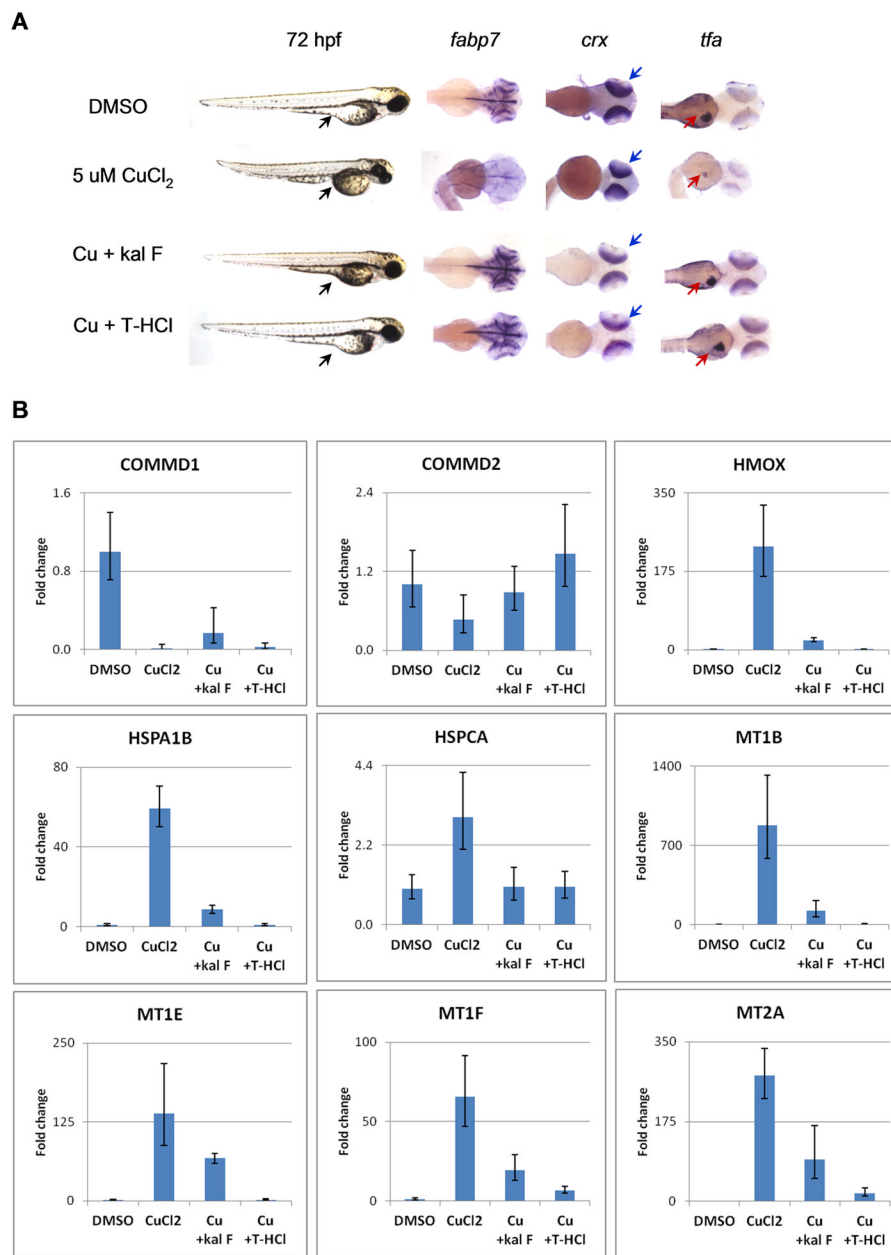 A
72 hpf fabp7 crx tfa
DMSO
5 uM CuCl₂
Cu + kal F
Cu + T-HCl
B
COMMD1
Fold change
1.6
0.8
0.0
DMSO CuCl2 Cu Cu
+kal F +T-HCl
COMMD2
Fold change
2.4
1.2
0.0
DMSO CuCl2 Cu Cu
+kal F +T-HCl
HMOX
Fold change
350
175
0
DMSO CuCl2 Cu Cu
+kal F +T-HCl
HSPA1B
Fold change
80
40
0
DMSO CuCl2 Cu Cu
+kal F +T-HCl
HSPCA
Fold change
4.4
2.2
0.0
DMSO CuCl2 Cu Cu
+kal F +T-HCl
MT1B
Fold change
1400
700
0
DMSO CuCl2 Cu Cu
+kal F +T-HCl
MT1E
Fold change
250
125
0
DMSO CuCl2 Cu Cu
+kal F +T-HCl
MT1F
Fold change
100
50
0
DMSO CuCl2 Cu Cu
+kal F +T-HCl
MT2A
Fold change
350
175
0
DMSO CuCl2 Cu Cu
+kal F +T-HCl